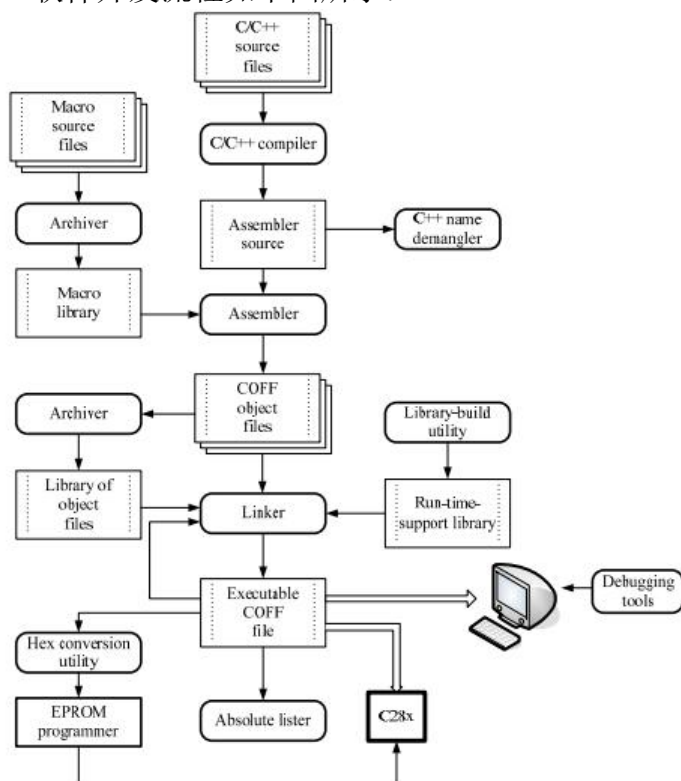 C/C++
source
files
Macro
source
files
C/C++ compiler
Archiver
Assembler
source
C++ name
demangler
Macro
library
Assembler
COFF
object
files
Archiver
Library-build
utility
Library of
object
files
Linker
Run-time-
support library
Executable
COFF
file
Debugging
tools
Hex conversion
utility
EPROM
programmer
Absolute lister
C28x